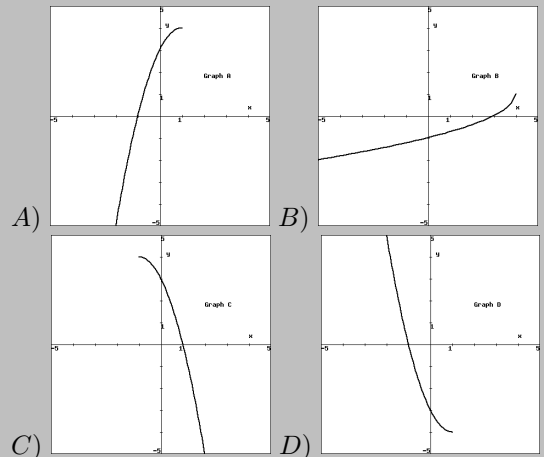 5 5
y y
Graph A Graph B
1 x 1 x
-5 1 5 -5 1 5
A) -5 B) -5
5 5
y y
Graph C Graph D
1 x 1 x
-5 1 5 -5 1 5
C) -5 D) -5